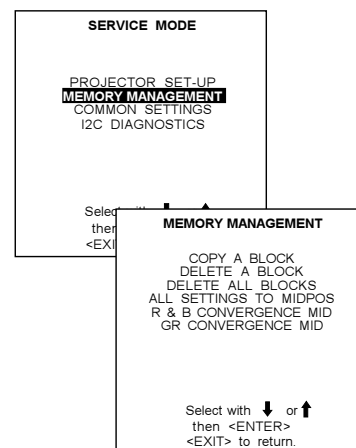 SERVICE MODE
PROJECTOR SET-UP
MEMORY MANAGEMENT
COMMON SETTINGS
I2C DIAGNOSTICS
Select with
then
<EXI
MEMORY MANAGEMENT
COPY A BLOCK
DELETE A BLOCK
DELETE ALL BLOCKS
ALL SETTINGS TO MIDPOS
R & B CONVERGENCE MID
GR CONVERGENCE MID
Select with ⬇ or ⬆
then <ENTER>
<EXIT> to return.